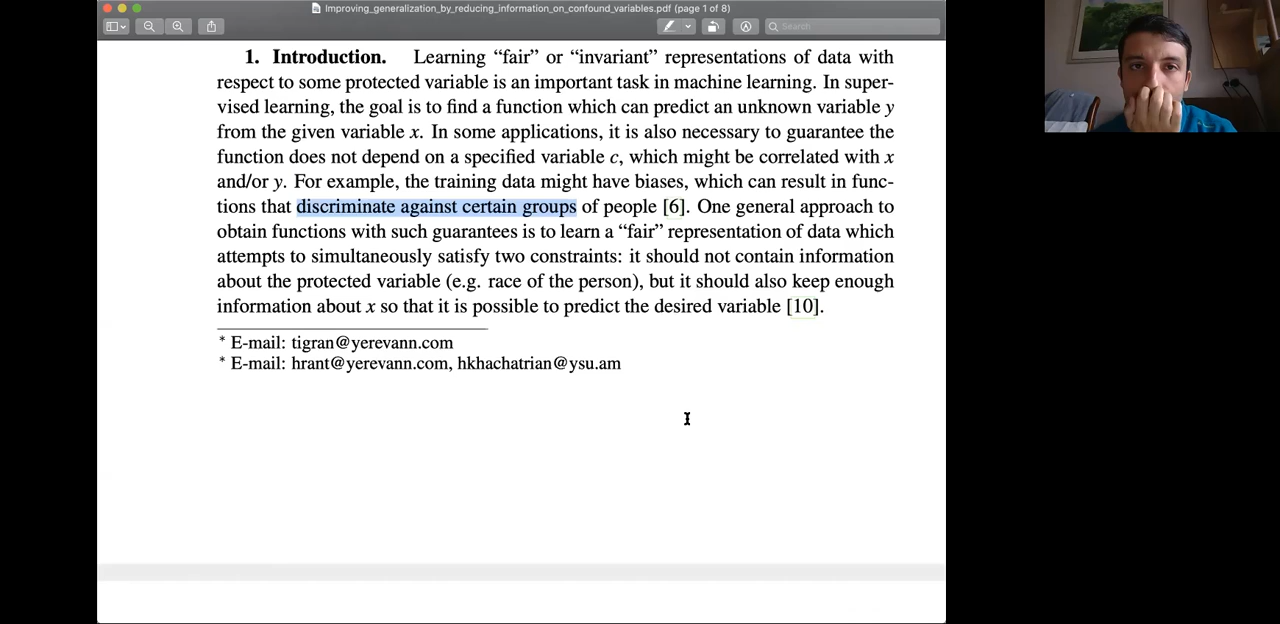 Improving_generalization_by_reducing_information_on_confound_variables.pdf (page 1 of 8)
Search
1. Introduction. Learning “fair” or “invariant” representations of data with
respect to some protected variable is an important task in machine learning. In super-
vised learning, the goal is to find a function which can predict an unknown variable y
from the given variable x. In some applications, it is also necessary to guarantee the
function does not depend on a specified variable c, which might be correlated with x
and/or y. For example, the training data might have biases, which can result in func-
tions that discriminate against certain groups of people [6]. One general approach to
obtain functions with such guarantees is to learn a “fair” representation of data which
attempts to simultaneously satisfy two constraints: it should not contain information
about the protected variable (e.g. race of the person), but it should also keep enough
information about x so that it is possible to predict the desired variable [10].
* E-mail: tigran@yerevann.com
* E-mail: hrant@yerevann.com, hkhachatrian@ysu.am